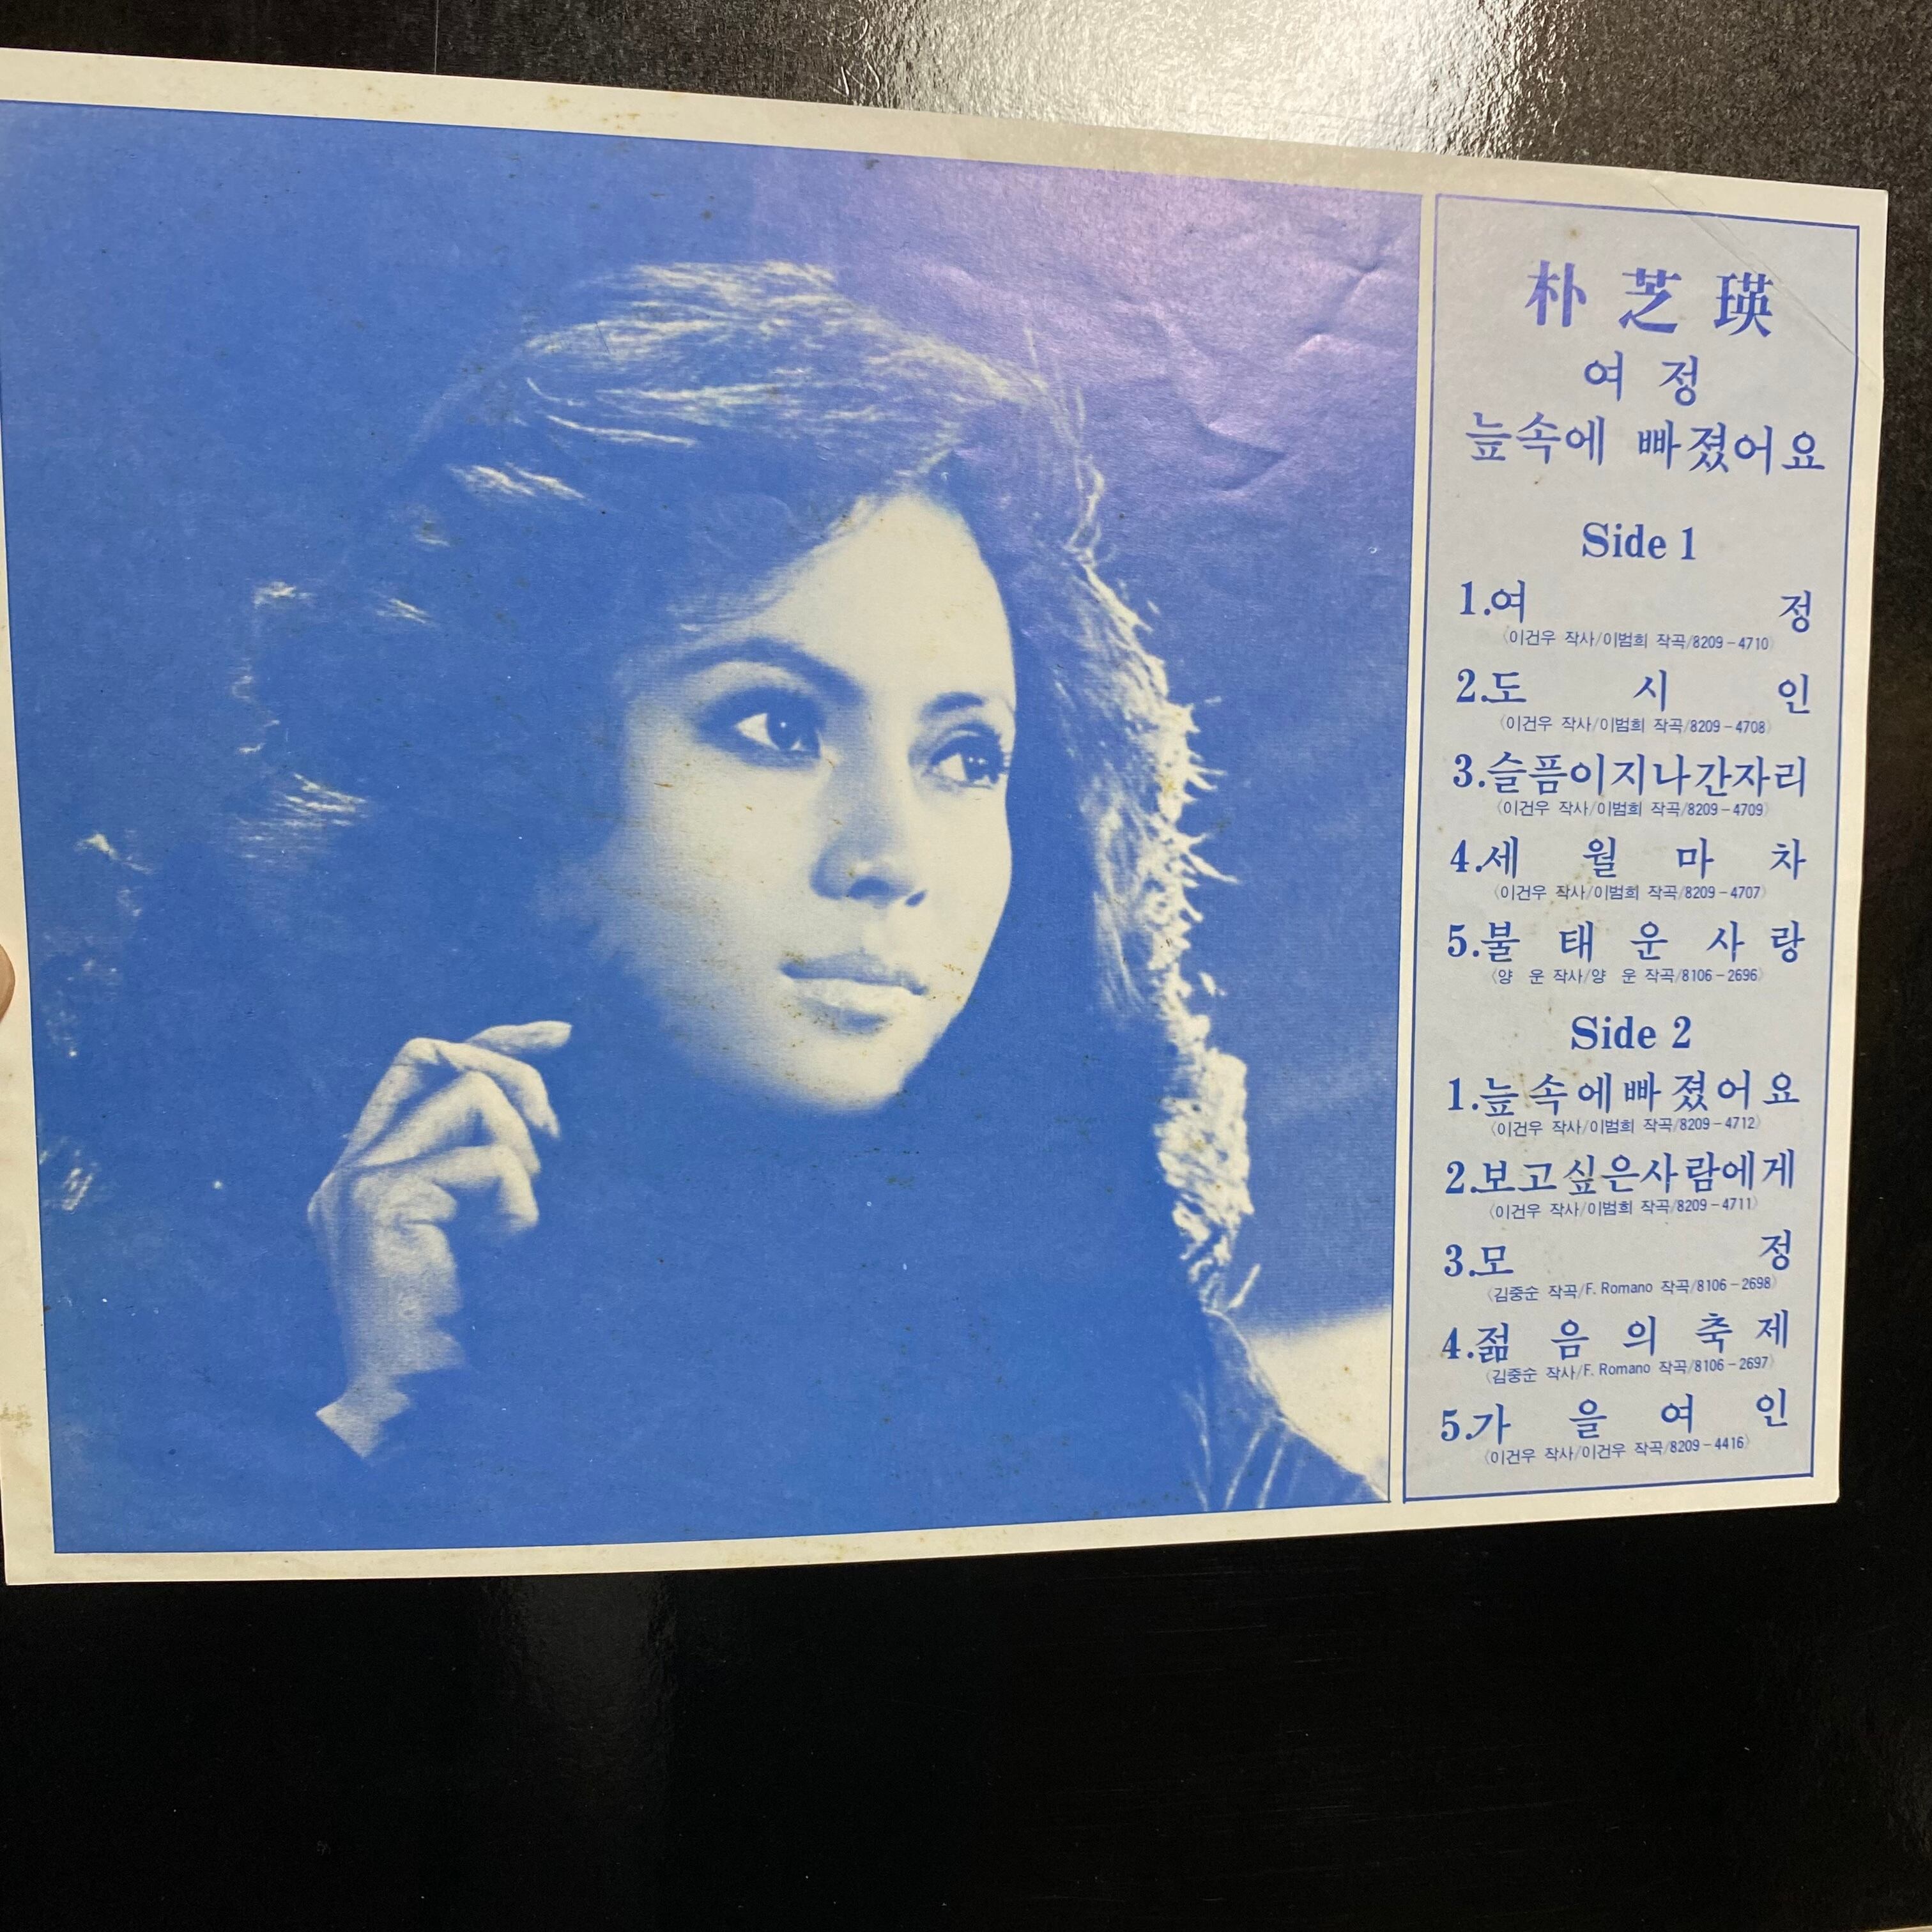 朴芝瑛
여정
늪속에 빠졌어요
Side 1
1.여정
〈이건우 작사/이범희 작곡/8209-4710〉
2.도시인
〈이건우 작사/이범희 작곡/8209-4708〉
3.슬픔이지나간자리
〈이건우 작사/이범희 작곡/8209-4709〉
4.세월마차
〈이건우 작사/이범희 작곡/8209-4707〉
5.불태운사랑
〈양 운 작사/양 운 작곡/8106-2696〉
Side 2
1.늪속에빠졌어요
〈이건우 작사/이범희 작곡/8209-4712〉
2.보고싶은사람에게
〈이건우 작사/이범희 작곡/8209-4711〉
3.모정
〈김중순 작곡/F. Romano 작곡/8106-2698〉
4.젊음의축제
〈김중순 작사/F. Romano 작곡/8106-2697〉
5.가을여인
〈이건우 작사/이건우 작곡/8209-4416〉